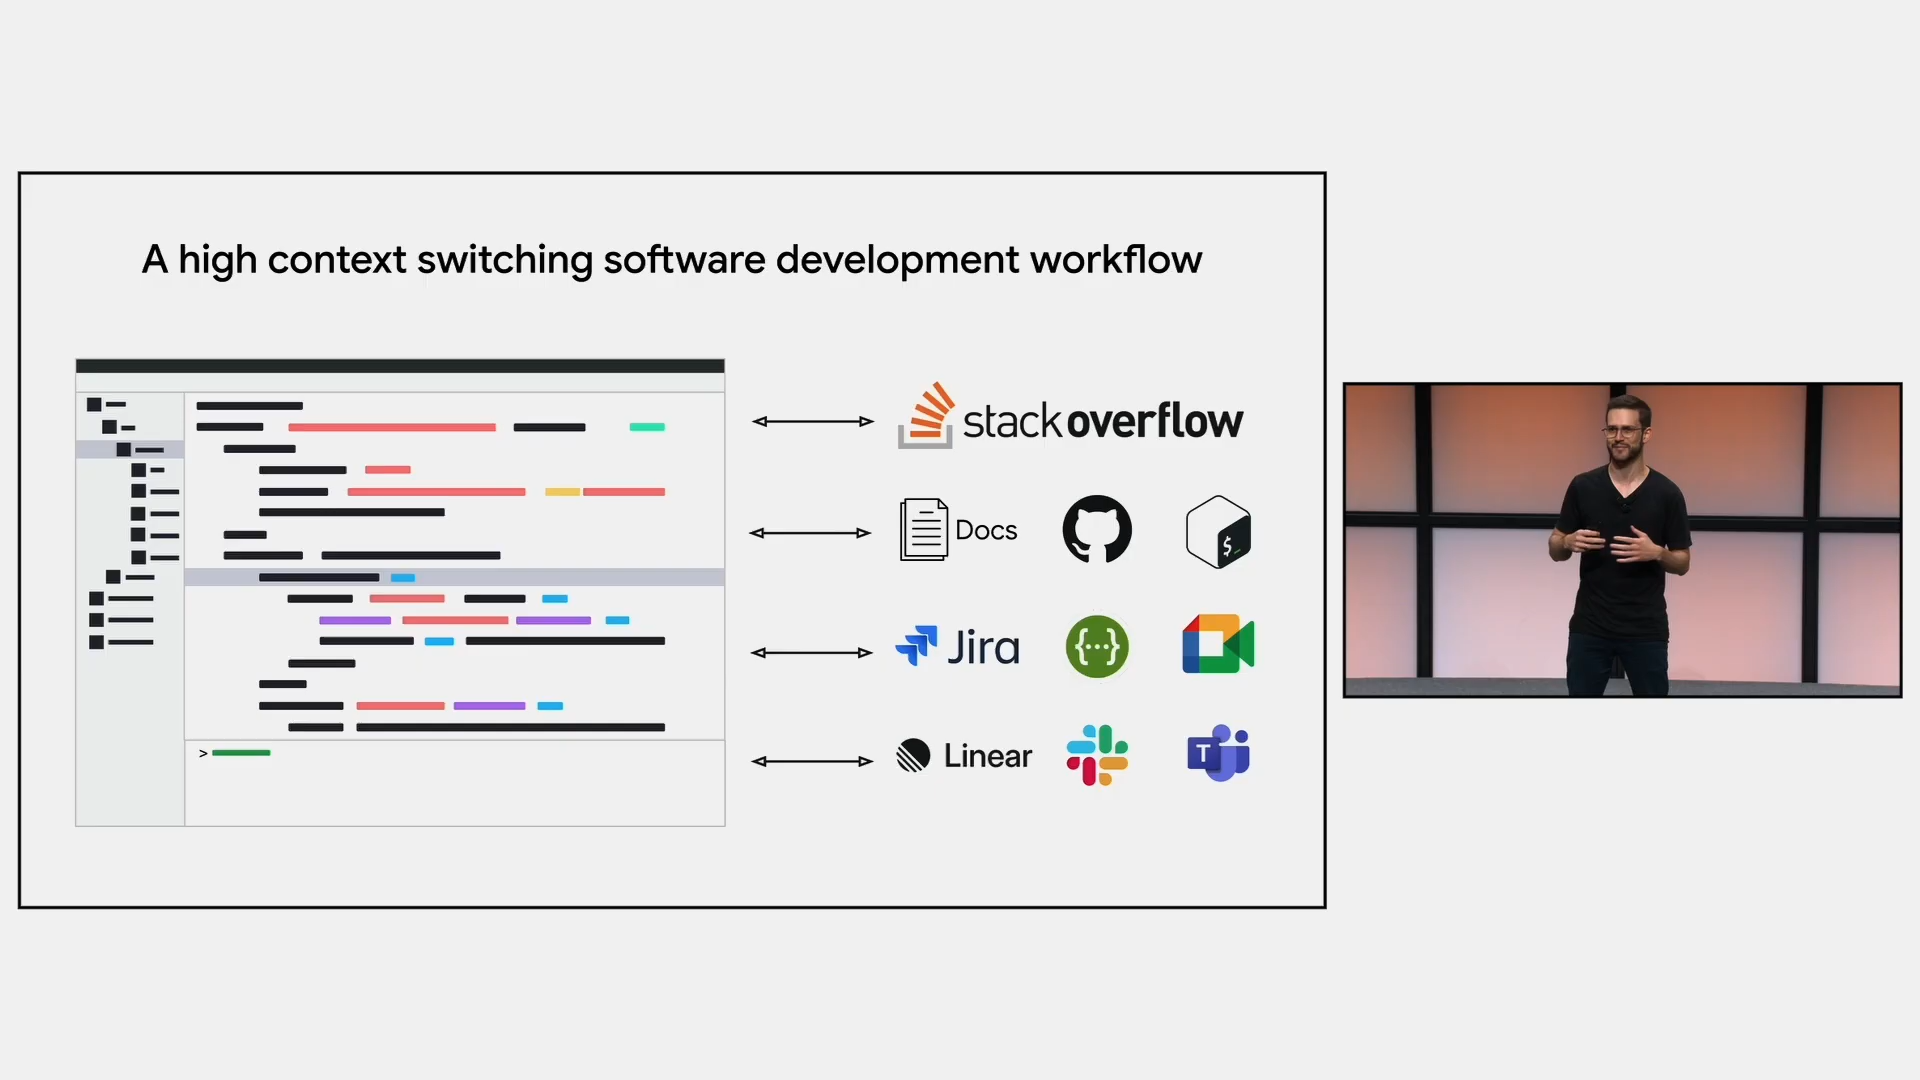 A high context switching software development workflow
stackoverflow
Docs
$_
Jira
{...}
Linear
T
>